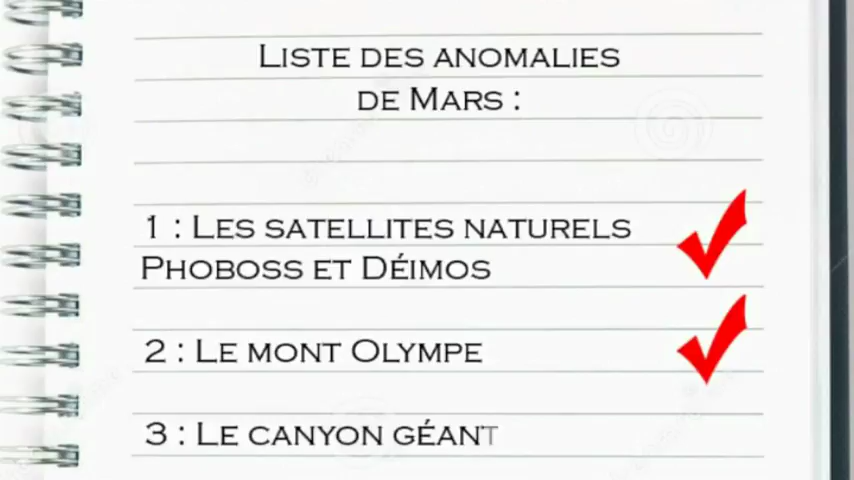 Liste des anomalies
de Mars :
1 : Les satellites naturels
Phoboss et Déimos
2 : Le mont Olympe
3 : Le canyon géant